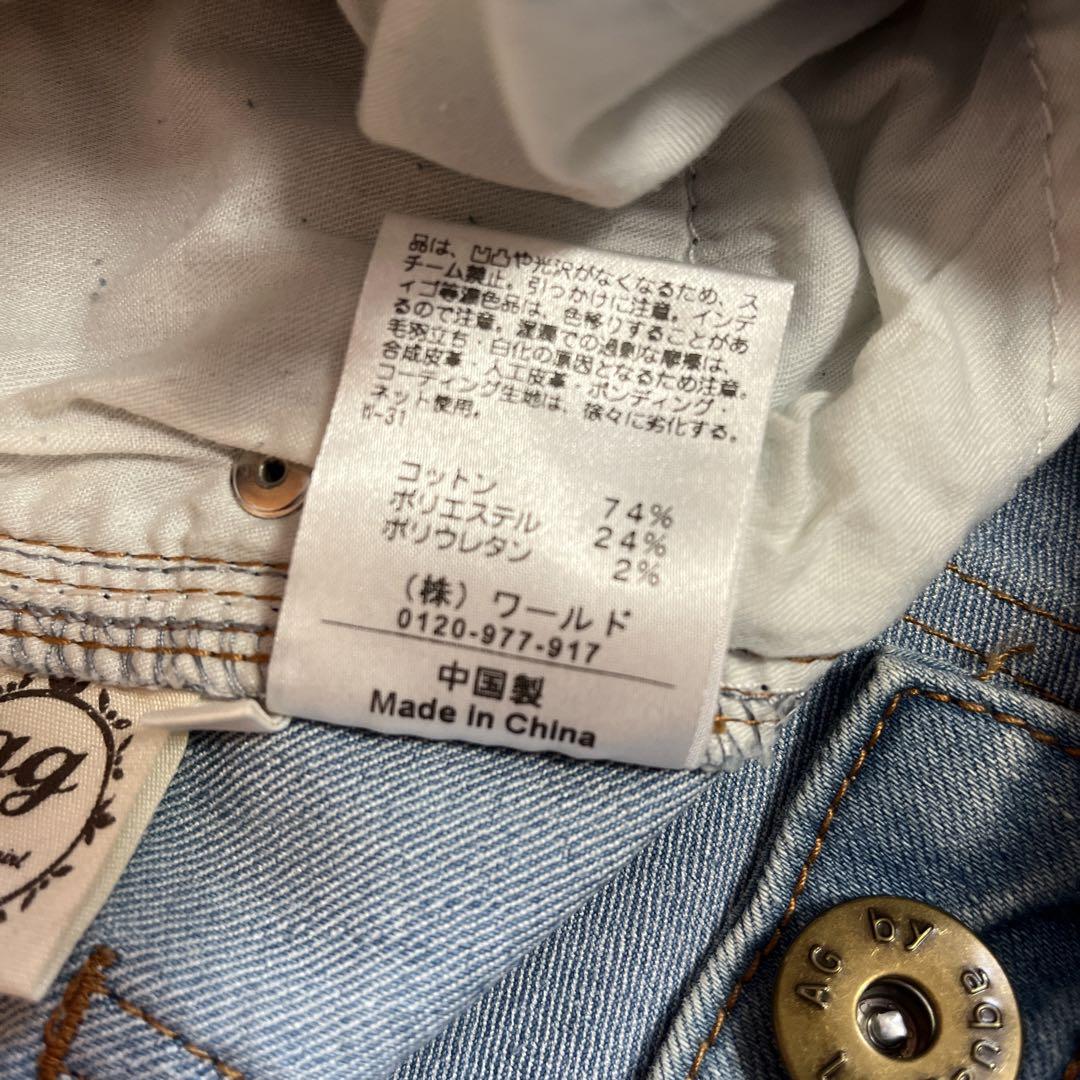 品は、凹凸や光沢がなくなるため、ス
チーム禁止。引っかけに注意。インデ
ィゴ等濃色品は、色移りすることがあ
るので注意。湿潤での過剰な摩擦は、
毛羽立ち・白化の原因となるため注意。
合成皮革・人工皮革・ボンディング・
コーティング生地は、徐々に劣化する。
ネット使用。
W-31
コットン 74%
ポリエステル 24%
ポリウレタン 2%
(株)ワールド
0120-977-917
中国製
Made in China
ag
AG by aqu